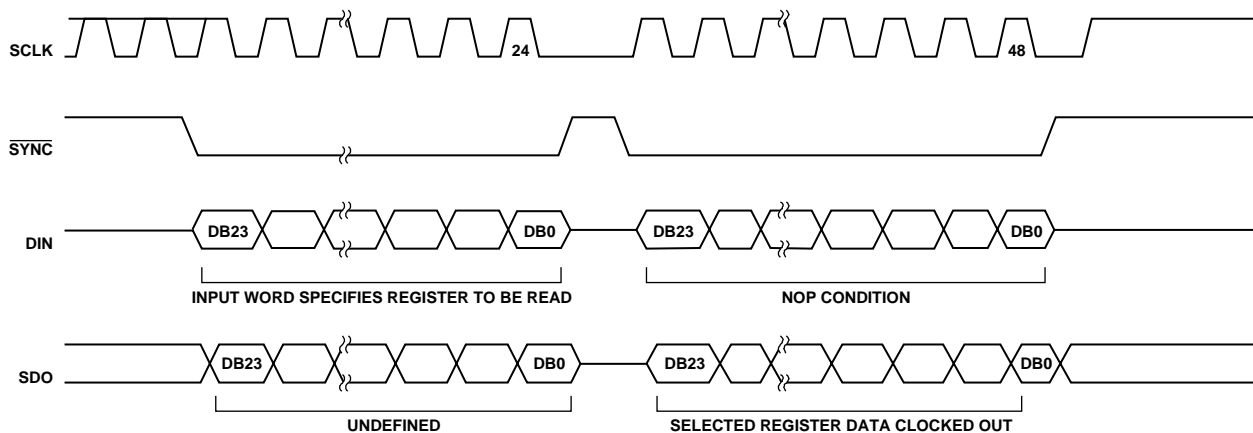 SCLK
24
48
SYNC
DIN
DB23
DB0
DB23
DB0
INPUT WORD SPECIFIES REGISTER TO BE READ
NOP CONDITION
SDO
DB23
DB0
DB23
DB0
UNDEFINED
SELECTED REGISTER DATA CLOCKED OUT